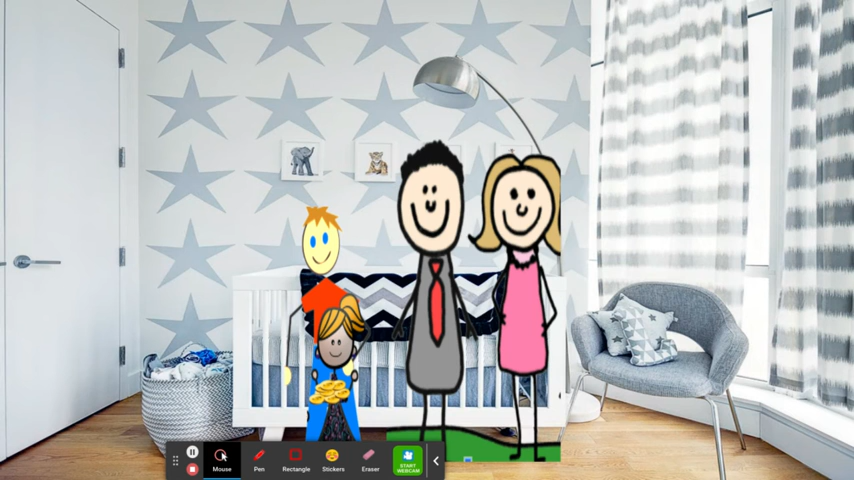 Mouse
Pen
Rectangle
Stickers
Eraser
START
WEBCAM